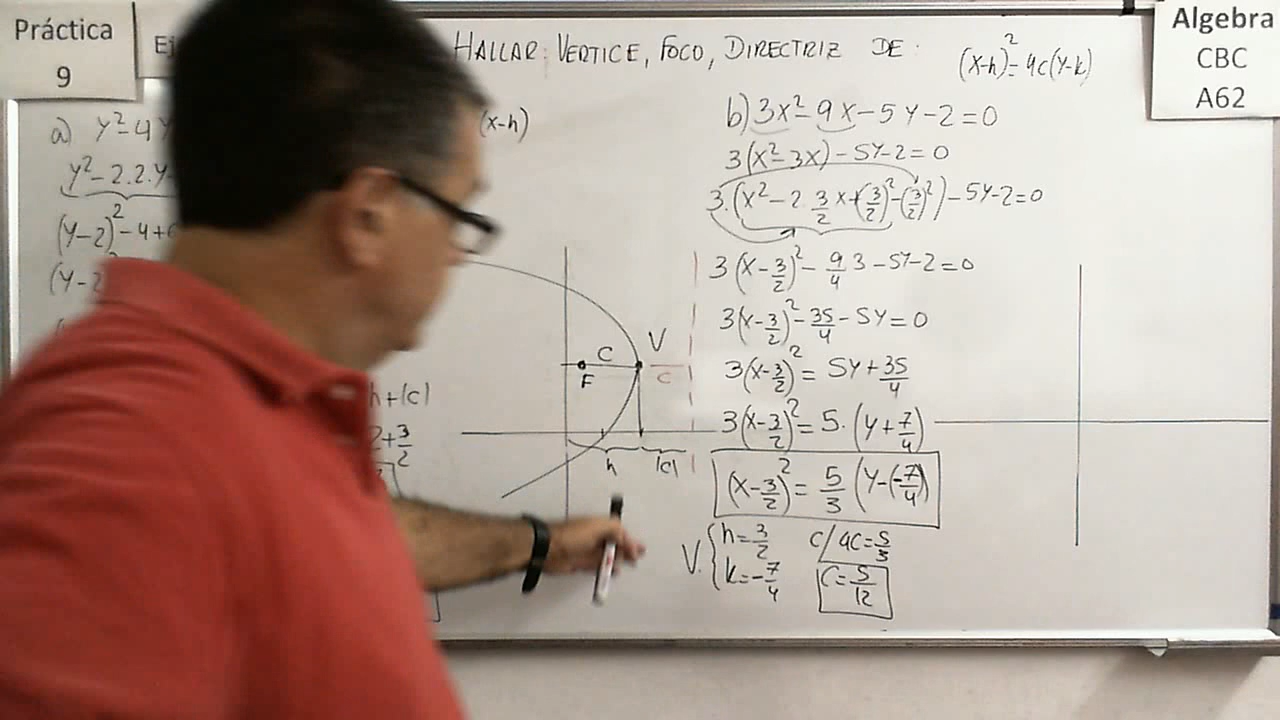 Práctica
9
Ej
HALLAR: VERTICE, FOCO, DIRECTRIZ DE:
(x-h)² = 4c(y-k)
Algebra
CBC
A62
a) y² - 4y
y² - 2.2.y
(y-2)² - 4 +
(y-2
(x-h)
h+|c|
2+3/2
V
C
F
C
h
|c|
b) 3x² - 9x - 5y - 2 = 0
3(x² - 3x) - 5y - 2 = 0
3.(x² - 2.3/2 x + (3/2)² - (3/2)²) - 5y - 2 = 0
3(x - 3/2)² - 9/4 3 - 5y - 2 = 0
3(x - 3/2)² - 35/4 - 5y = 0
3(x - 3/2)² = 5y + 35/4
3(x - 3/2)² = 5.(y + 7/4)
(x - 3/2)² = 5/3 (y - (-7/4))
V. { h = 3/2
k = -7/4
c/ 4c = 5/3
c = 5/12